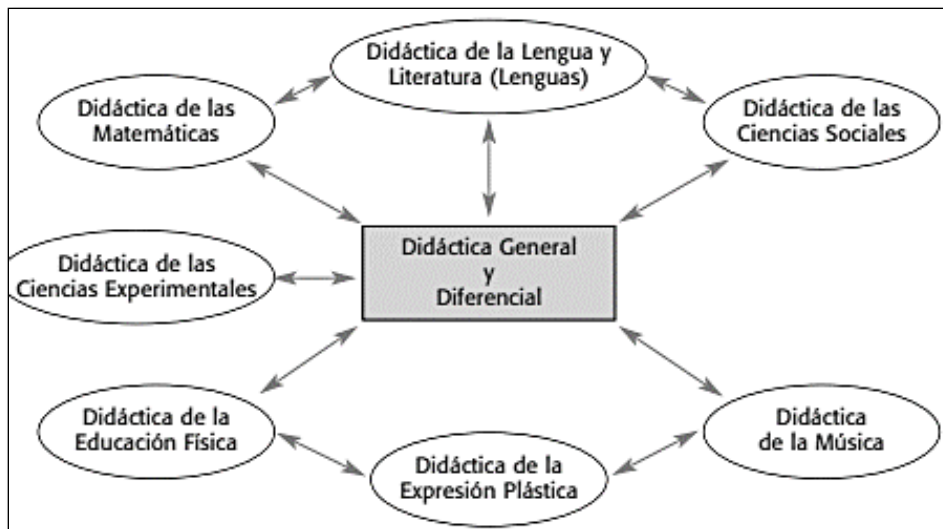 Didáctica de la Lengua y
Literatura (Lenguas)
Didáctica de las
Matemáticas
Didáctica de las
Ciencias Sociales
Didáctica General
y
Diferencial
Didáctica de las
Ciencias Experimentales
Didáctica de la
Educación Física
Didáctica de la
Expresión Plástica
Didáctica
de la Música